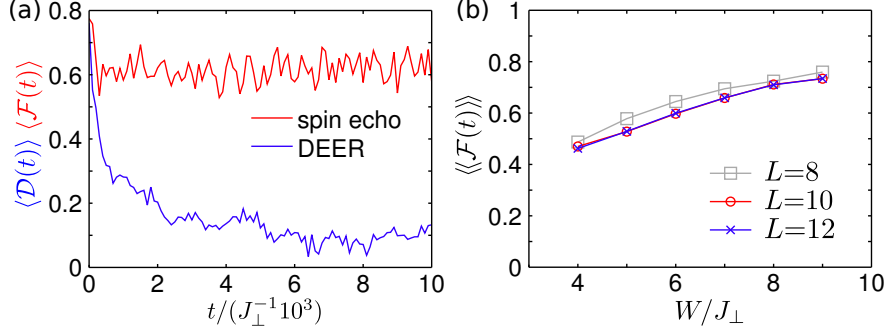 (a)
⟨D(t)⟩ ⟨F(t)⟩
0.8
0.6
0.4
0.2
0
spin echo
DEER
0 2 4 6 8 10
t/(J⊥⁻¹10³)
(b)
⟨⟨F(t)⟩⟩
1
0.8
0.6
0.4
0.2
0
L=8
L=10
L=12
4 5 6 7 8 9
W/J⊥